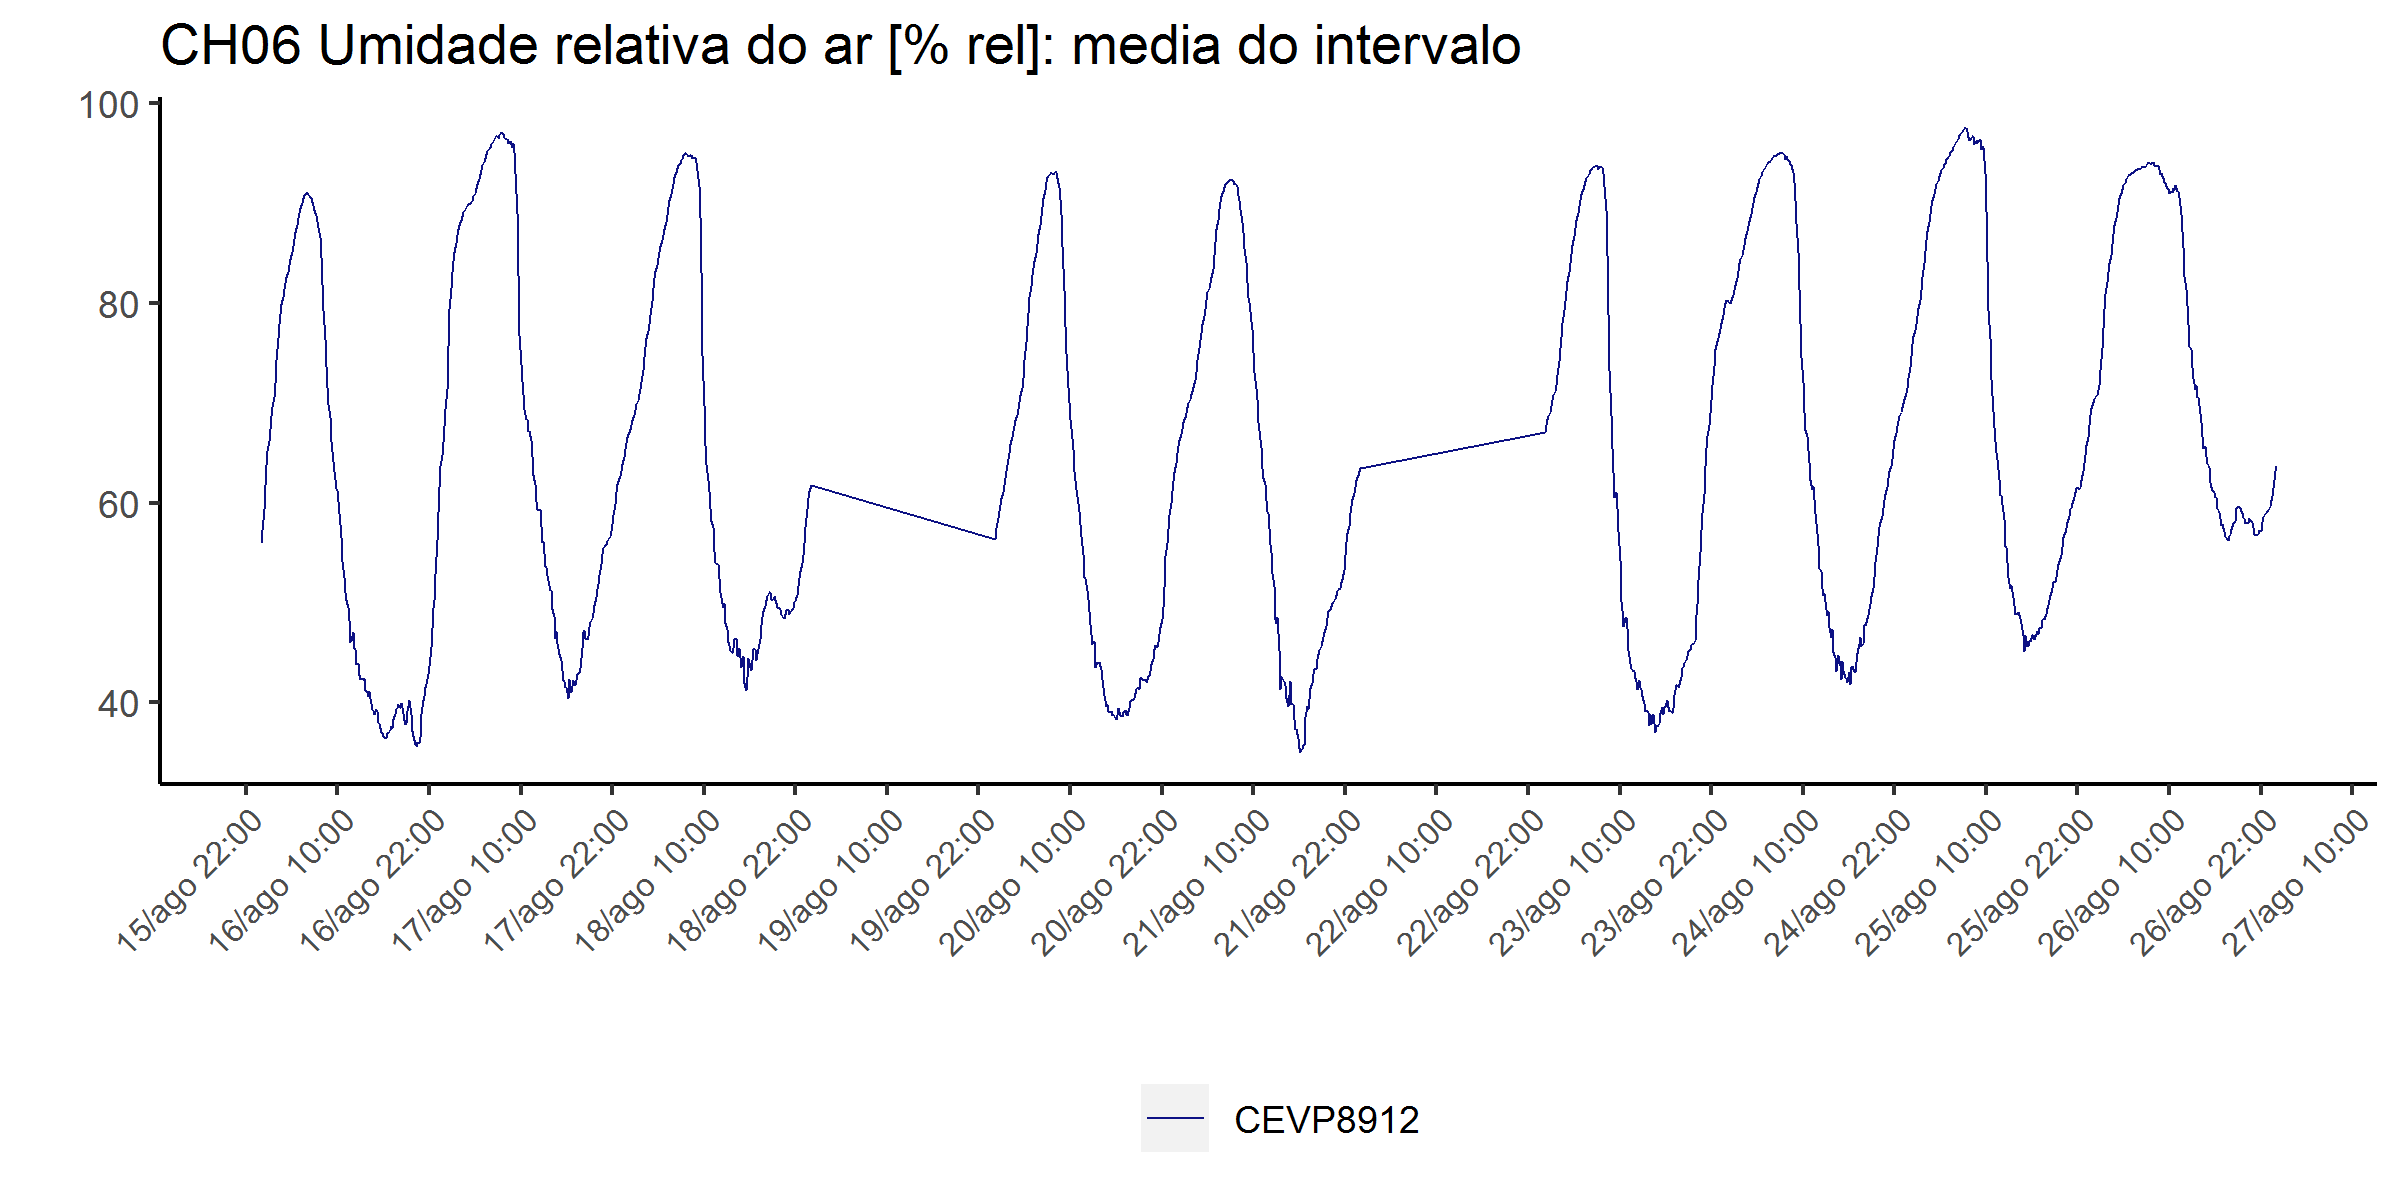 CH06 Umidade relativa do ar [% rel]: media do intervalo
100
80
60
40
15/ago 22:00
16/ago 10:00
16/ago 22:00
17/ago 10:00
17/ago 22:00
18/ago 10:00
18/ago 22:00
19/ago 10:00
19/ago 22:00
20/ago 10:00
20/ago 22:00
21/ago 10:00
21/ago 22:00
22/ago 10:00
22/ago 22:00
23/ago 10:00
23/ago 22:00
24/ago 10:00
24/ago 22:00
25/ago 10:00
25/ago 22:00
26/ago 10:00
26/ago 22:00
27/ago 10:00
CEVP8912